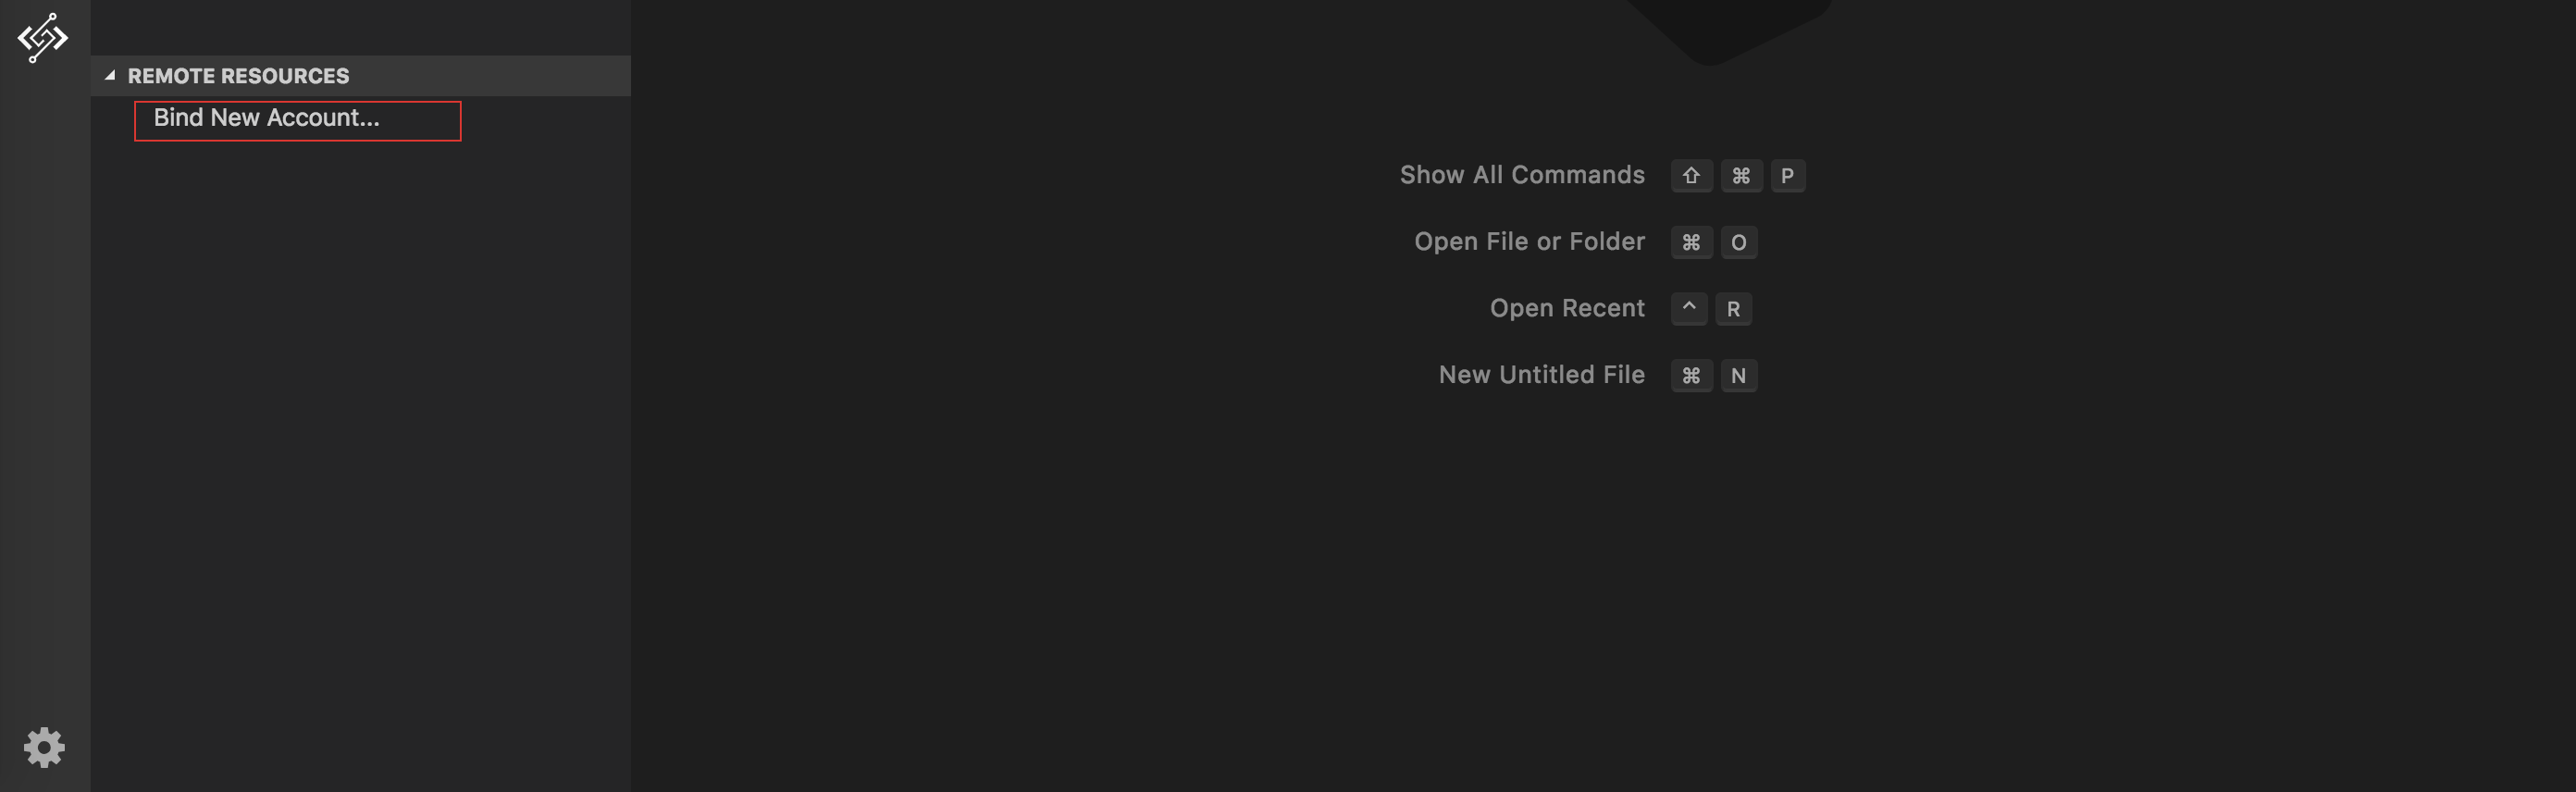 REMOTE RESOURCES
Bind New Account...
Show All Commands ⇧ ⌘ P
Open File or Folder ⌘ O
Open Recent ^ R
New Untitled File ⌘ N